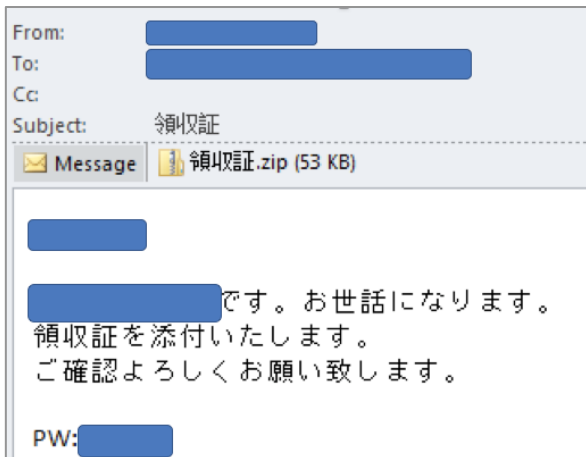 From:
To:
Cc:
Subject: 領収証
Message 領収証.zip (53 KB)
です。お世話になります。
領収証を添付いたします。
ご確認よろしくお願い致します。
PW: